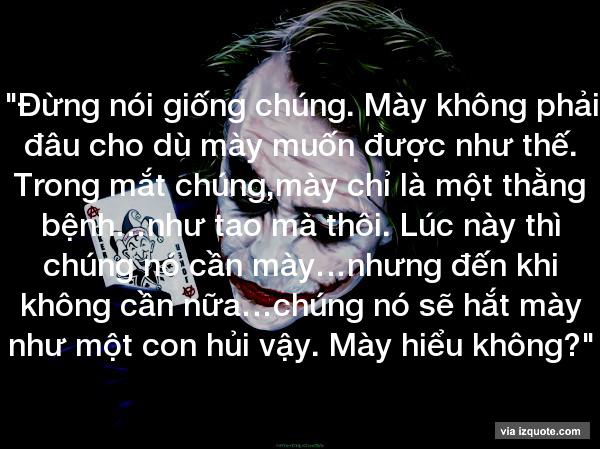 "Đừng nói giống chúng. Mày không phải
đâu cho dù mày muốn được như thế.
Trong mắt chúng,mày chỉ là một thằng
bệnh...như tao mà thôi. Lúc này thì
chúng nó cần mày...nhưng đến khi
không cần nữa...chúng nó sẽ hắt mày
như một con hủi vậy. Mày hiểu không?"
via izquote.com